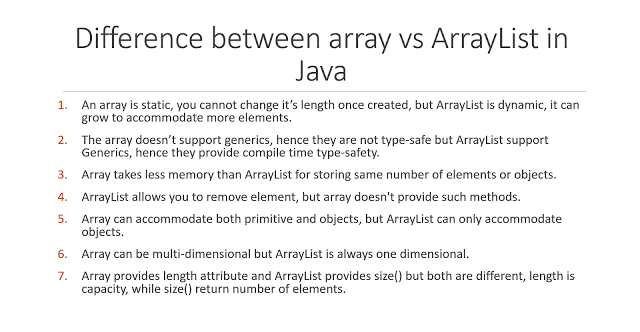 Difference between array vs ArrayList in
Java
1. An array is static, you cannot change it’s length once created, but ArrayList is dynamic, it can
grow to accommodate more elements.
2. The array doesn’t support generics, hence they are not type-safe but ArrayList support
Generics, hence they provide compile time type-safety.
3. Array takes less memory than ArrayList for storing same number of elements or objects.
4. ArrayList allows you to remove element, but array doesn't provide such methods.
5. Array can accommodate both primitive and objects, but ArrayList can only accommodate
objects.
6. Array can be multi-dimensional but ArrayList is always one dimensional.
7. Array provides length attribute and ArrayList provides size() but both are different, length is
capacity, while size() return number of elements.